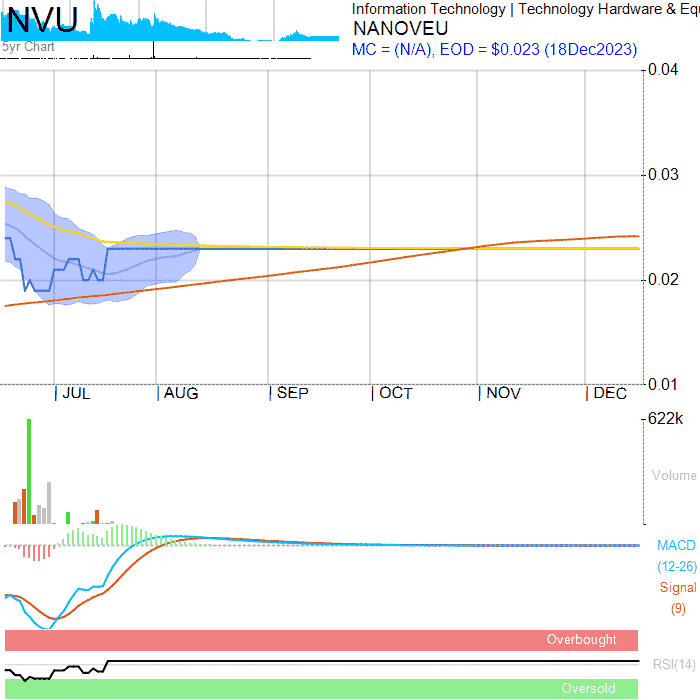 NVU
Information Technology | Technology Hardware & Eq
NANOVEU
5yr Chart
MC = (N/A), EOD = $0.023 (18Dec2023)
0.04
0.03
0.02
0.01
| JUL | AUG | SEP | OCT | NOV | DEC
622k
Volume
MACD
(12-26)
Signal
(9)
Overbought
RSI(14)
Oversold